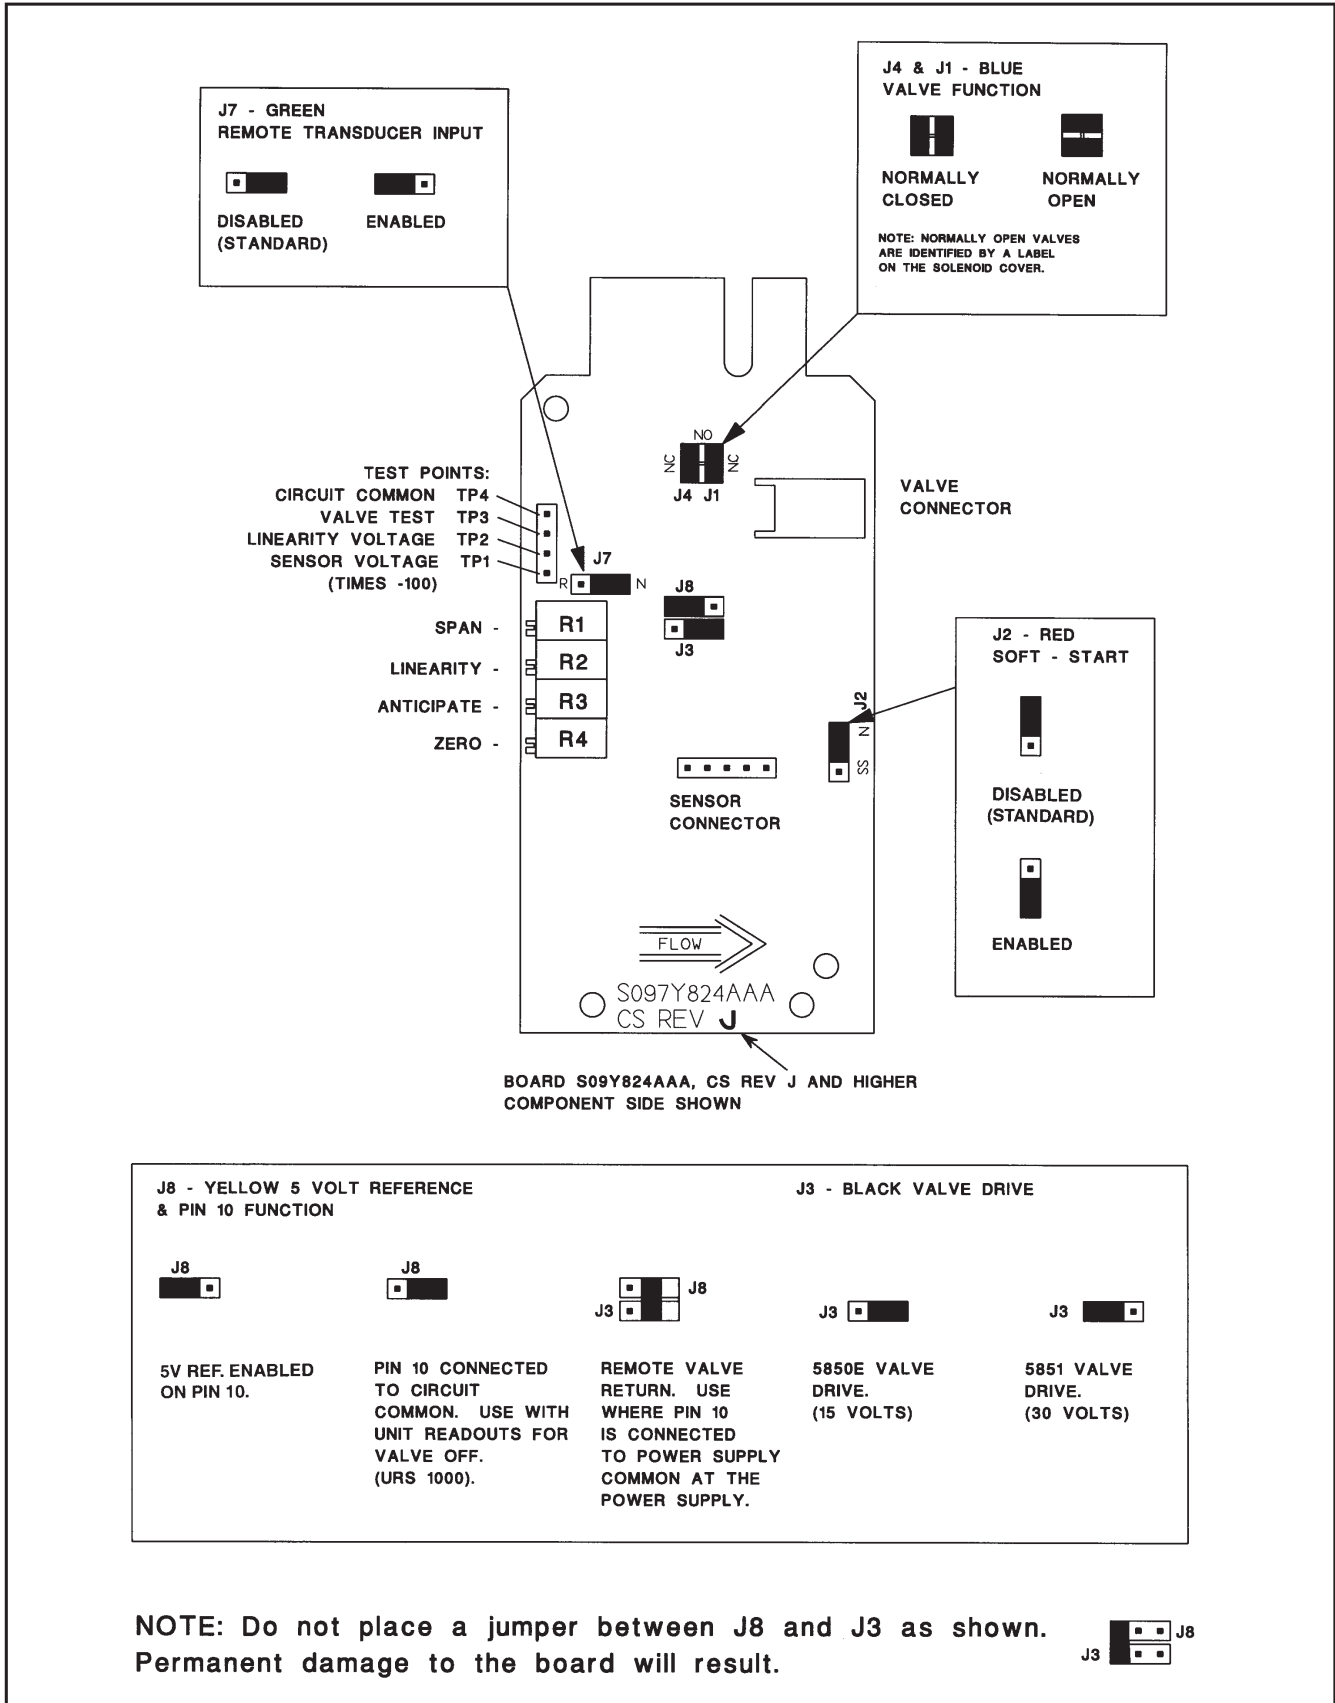 J7 - GREEN
REMOTE TRANSDUCER INPUT
DISABLED
(STANDARD)
ENABLED
J4 & J1 - BLUE
VALVE FUNCTION
NORMALLY
CLOSED
NORMALLY
OPEN
NOTE: NORMALLY OPEN VALVES
ARE IDENTIFIED BY A LABEL
ON THE SOLENOID COVER.
NO
NC
NC
J4 J1
VALVE
CONNECTOR
TEST POINTS:
CIRCUIT COMMON TP4
VALVE TEST TP3
LINEARITY VOLTAGE TP2
SENSOR VOLTAGE TP1
(TIMES -100)
J7
R
N
J8
J3
SPAN -
R1
LINEARITY -
R2
ANTICIPATE -
R3
ZERO -
R4
J2
N
SS
SENSOR
CONNECTOR
J2 - RED
SOFT - START
DISABLED
(STANDARD)
ENABLED
FLOW
S097Y824AAA
CS REV J
BOARD S09Y824AAA, CS REV J AND HIGHER
COMPONENT SIDE SHOWN
J8 - YELLOW 5 VOLT REFERENCE
& PIN 10 FUNCTION
J3 - BLACK VALVE DRIVE
J8
5V REF. ENABLED
ON PIN 10.
J8
PIN 10 CONNECTED
TO CIRCUIT
COMMON. USE WITH
UNIT READOUTS FOR
VALVE OFF.
(URS 1000).
J8
J3
REMOTE VALVE
RETURN. USE
WHERE PIN 10
IS CONNECTED
TO POWER SUPPLY
COMMON AT THE
POWER SUPPLY.
J3
5850E VALVE
DRIVE.
(15 VOLTS)
J3
5851 VALVE
DRIVE.
(30 VOLTS)
NOTE: Do not place a jumper between J8 and J3 as shown.
Permanent damage to the board will result.
J8
J3